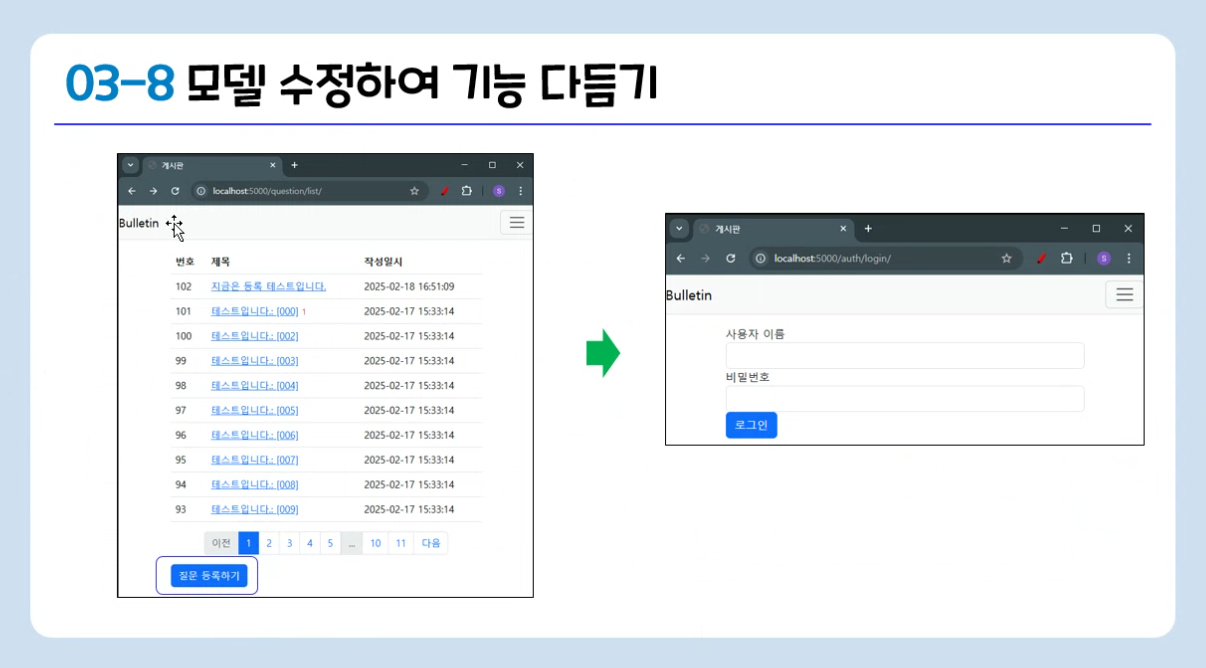 03-8 모델 수정하여 기능 다듬기
게시판
localhost:5000/question/list/
S
Bulletin
번호 제목 작성일시
102 지금은 등록 테스트입니다. 2025-02-18 16:51:09
101 테스트입니다.: [000] 1 2025-02-17 15:33:14
100 테스트입니다.: [002] 2025-02-17 15:33:14
99 테스트입니다.: [003] 2025-02-17 15:33:14
98 테스트입니다.: [004] 2025-02-17 15:33:14
97 테스트입니다.: [005] 2025-02-17 15:33:14
96 테스트입니다.: [006] 2025-02-17 15:33:14
95 테스트입니다.: [007] 2025-02-17 15:33:14
94 테스트입니다.: [008] 2025-02-17 15:33:14
93 테스트입니다.: [009] 2025-02-17 15:33:14
이전 1 2 3 4 5 ... 10 11 다음
질문 등록하기
게시판
localhost:5000/auth/login/
S
Bulletin
사용자 이름
비밀번호
로그인